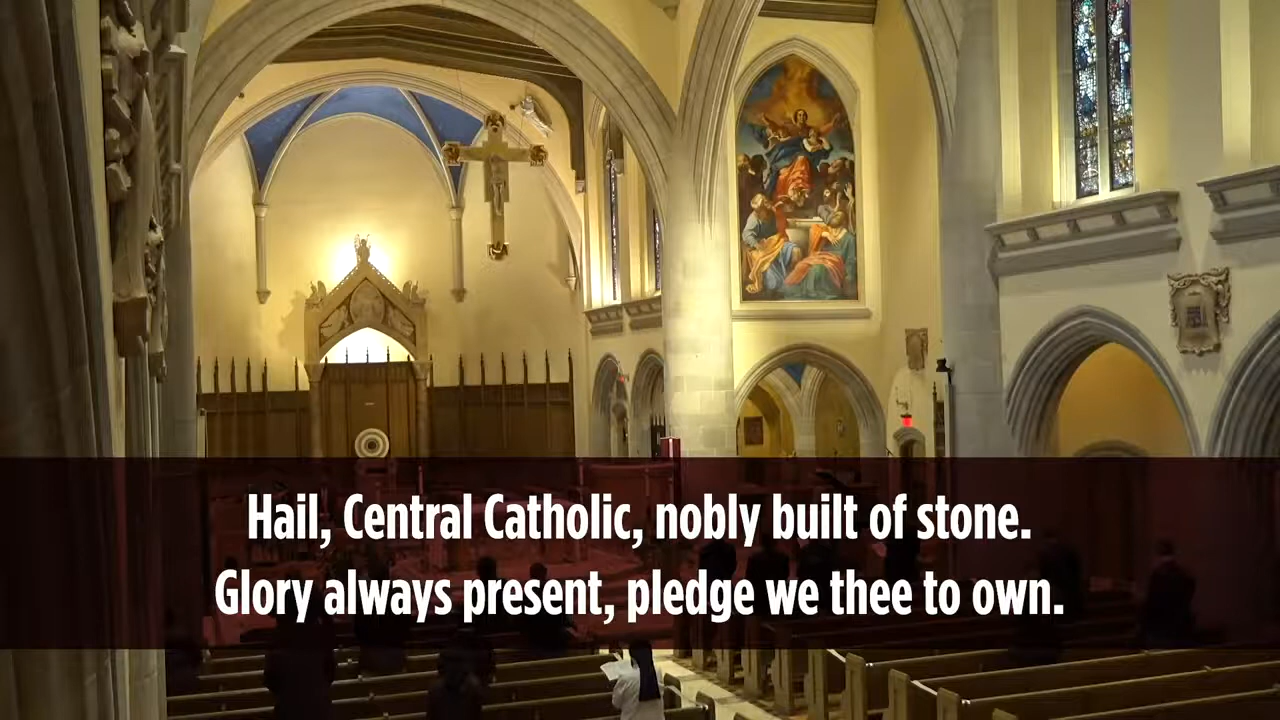 Hail, Central Catholic, nobly built of stone.
Glory always present, pledge we thee to own.